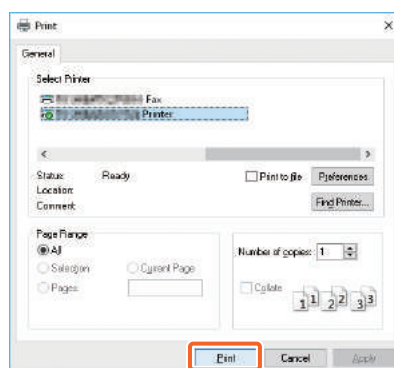 Print
General
Select Printer
Fax
Printer
Status: Ready
Print to file
Preferences
Location:
Comment:
Find Printer...
Page Range
All
Selection
Current Page
Pages:
Number of copies: 1
Collate
1 1 2 2 3 3
Print
Cancel
Apply